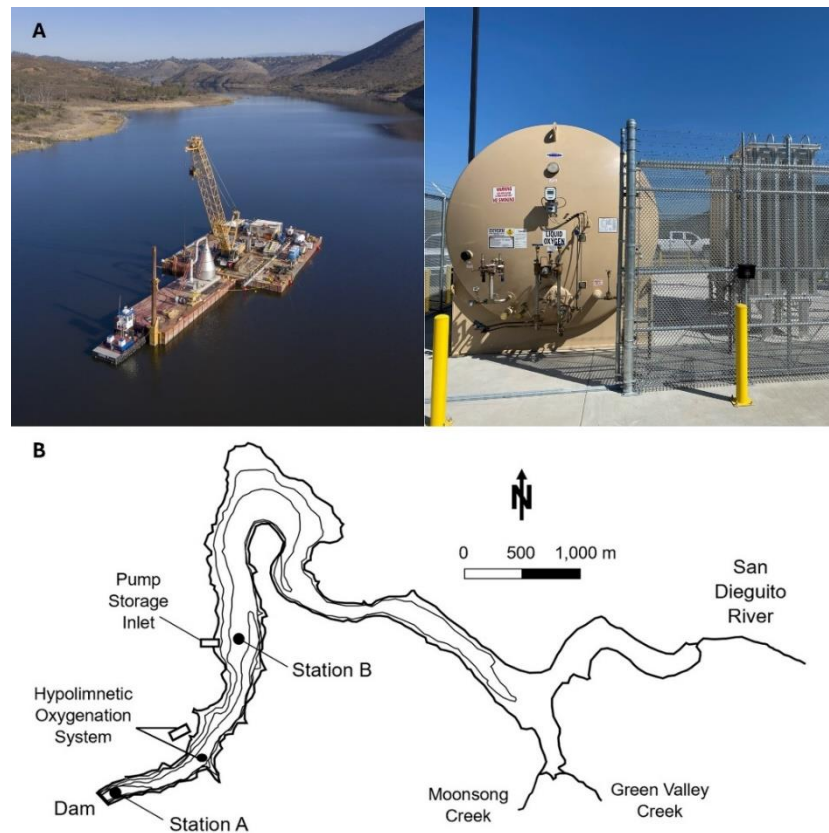 A
WARNING
LIQUID
OXYGEN
B
N
0 500 1,000 m
San
Dieguito
River
Pump
Storage
Inlet
Station B
Hypolimnetic
Oxygenation
System
Dam
Station A
Moonsong
Creek
Green Valley
Creek